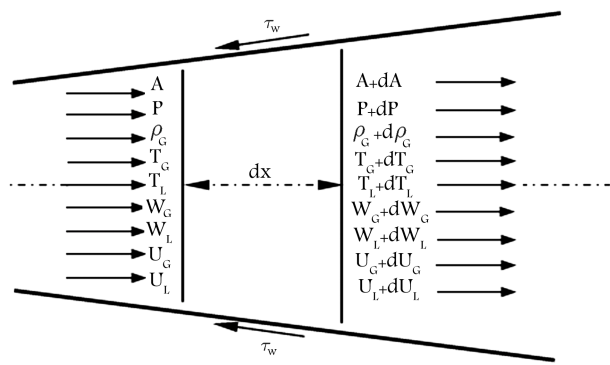 τw
A
P
ρG
TG
TL
WG
WL
UG
UL
dx
A+dA
P+dP
ρG+dρG
TG+dTG
TL+dTL
WG+dWG
WL+dWL
UG+dUG
UL+dUL
τw